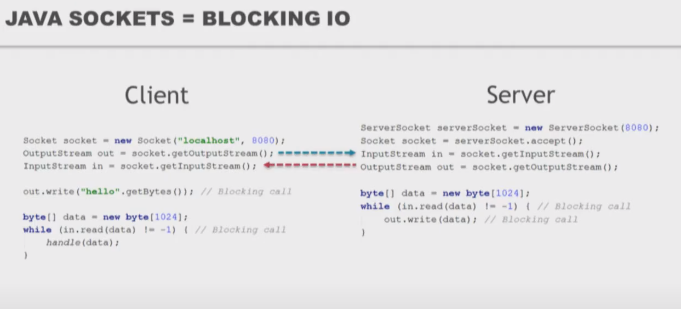 JAVA SOCKETS = BLOCKING IO
Client
Socket socket = new Socket("localhost", 8080);
OutputStream out = socket.getOutputStream();
InputStream in = socket.getInputStream();
out.write("hello".getBytes()); // Blocking call
byte[] data = new byte[1024];
while (in.read(data) != -1) { // Blocking call
handle(data);
}
Server
ServerSocket serverSocket = new ServerSocket(8080);
Socket socket = serverSocket.accept();
InputStream in = socket.getInputStream();
OutputStream out = socket.getOutputStream();
byte[] data = new byte[1024];
while (in.read(data) != -1) { // Blocking call
out.write(data); // Blocking call
}